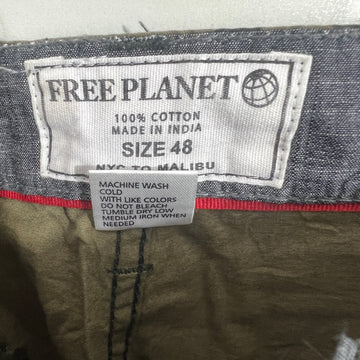 FREE PLANET
100% COTTON
MADE IN INDIA
SIZE 48
NYC TO MALIBU
MACHINE WASH
COLD
WITH LIKE COLORS
DO NOT BLEACH
TUMBLE DRY LOW
MEDIUM IRON WHEN
NEEDED